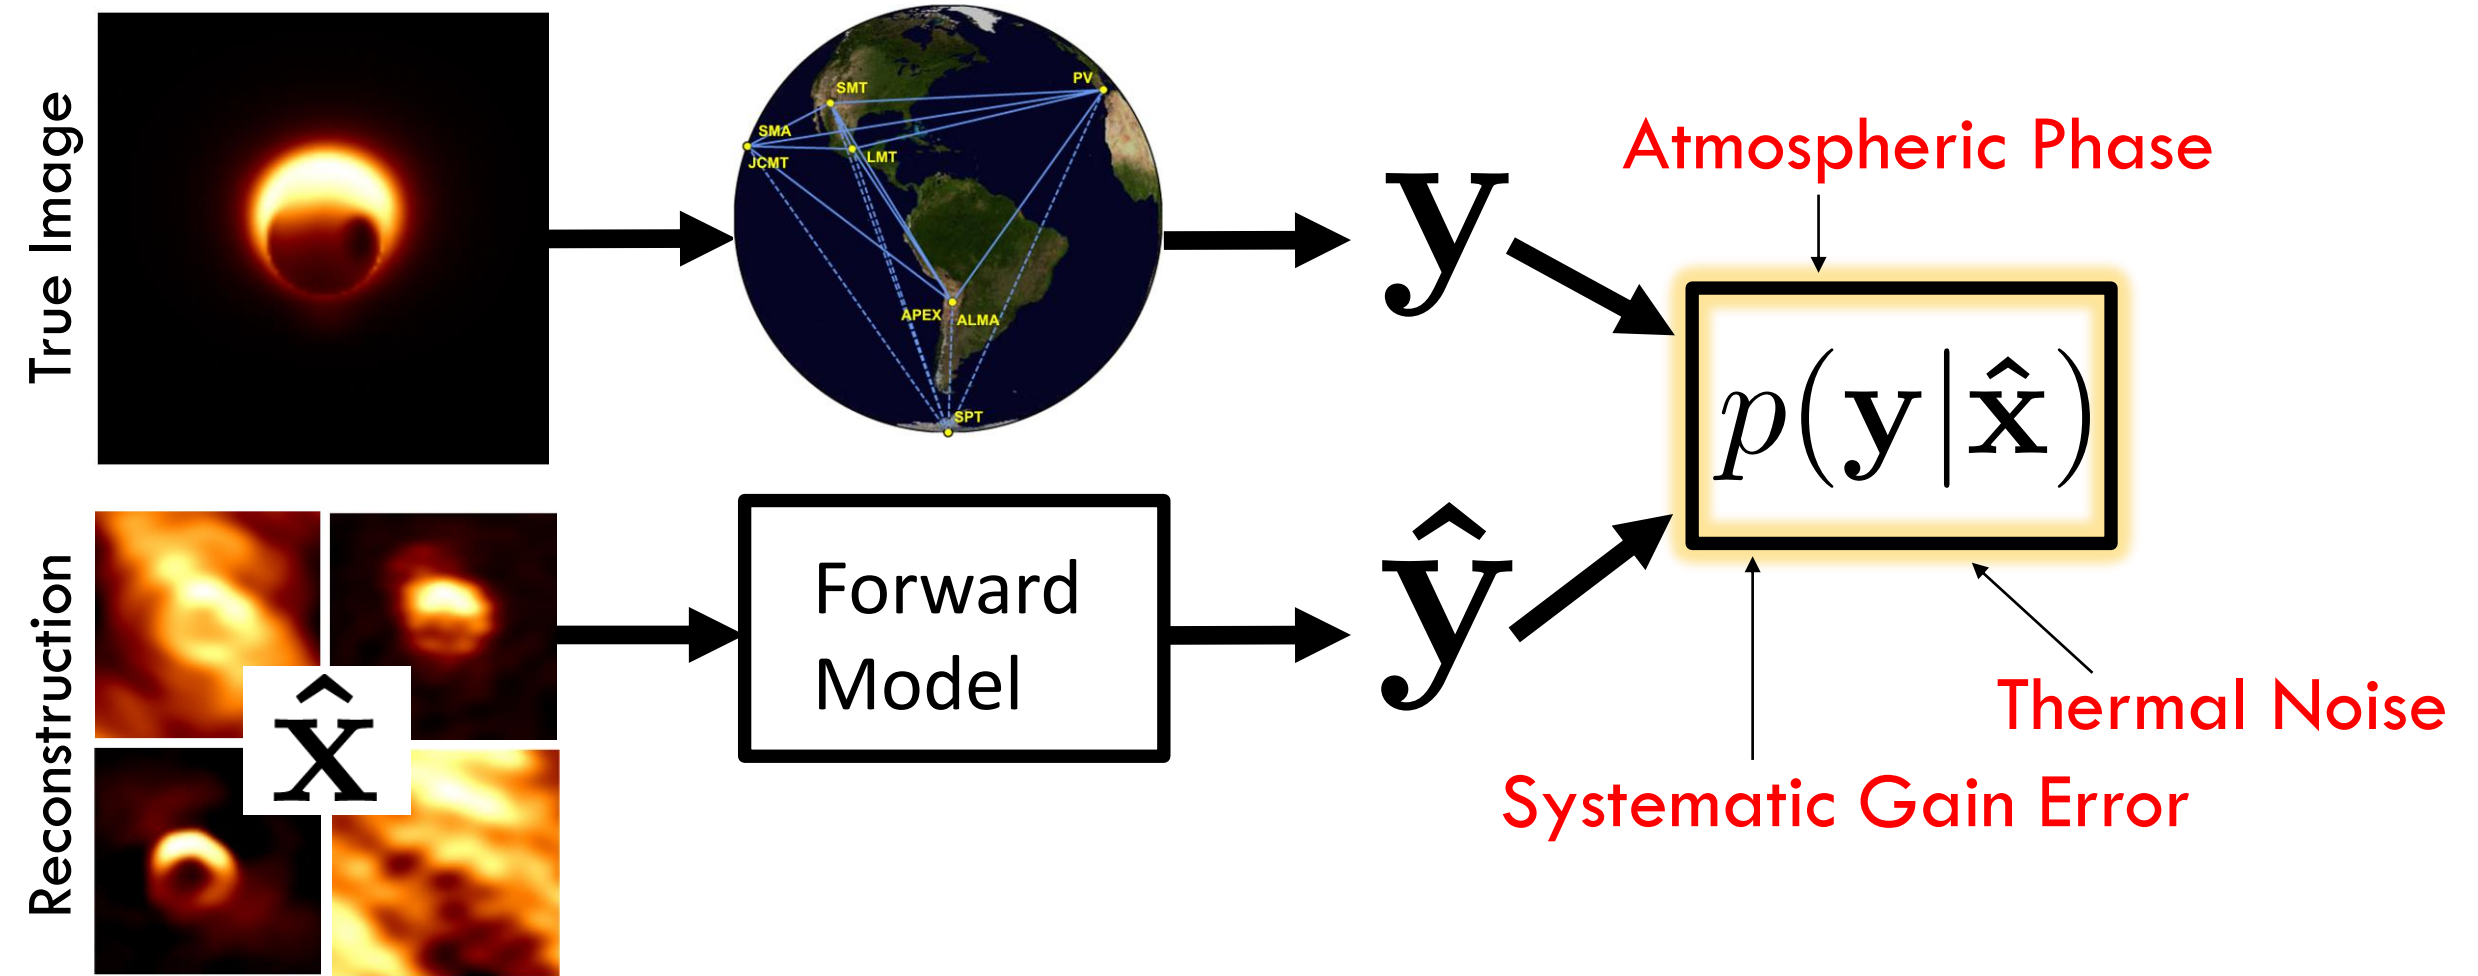 True Image
SMT
PV
SMA
JCMT
LMT
APEX
ALMA
SPT
y
Atmospheric Phase
p(y|x̂)
Reconstruction
x̂
Forward
Model
ŷ
Thermal Noise
Systematic Gain Error